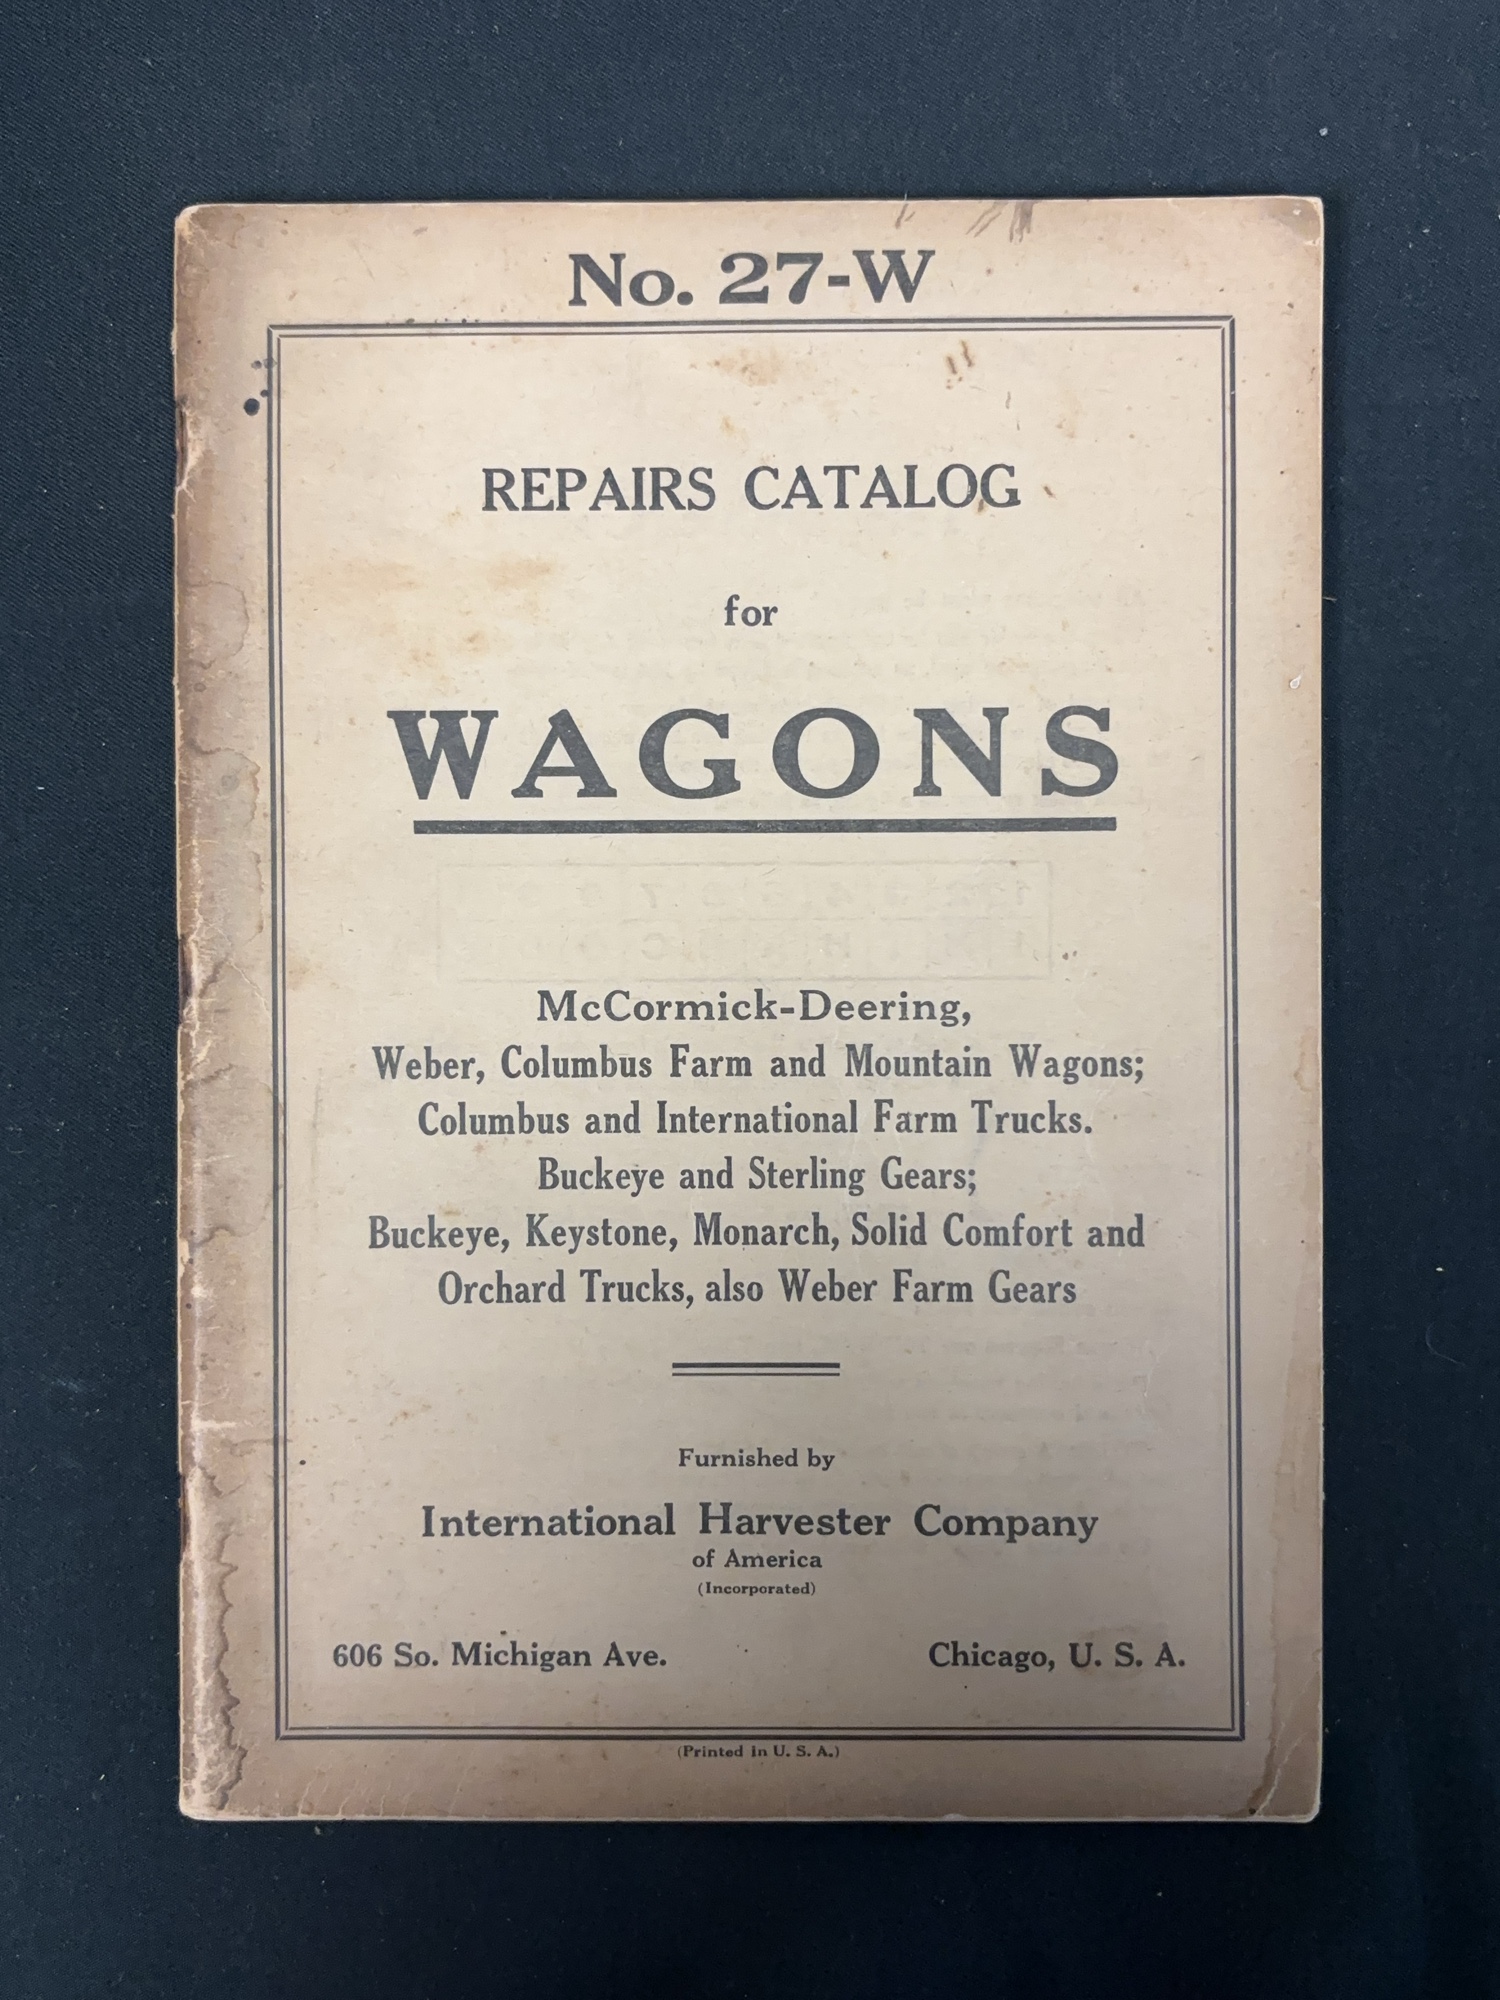 No. 27-W
REPAIRS CATALOG
for
WAGONS
McCormick-Deering,
Weber, Columbus Farm and Mountain Wagons;
Columbus and International Farm Trucks.
Buckeye and Sterling Gears;
Buckeye, Keystone, Monarch, Solid Comfort and
Orchard Trucks, also Weber Farm Gears
Furnished by
International Harvester Company
of America
(Incorporated)
606 So. Michigan Ave. Chicago, U. S. A.
(Printed in U. S. A.)